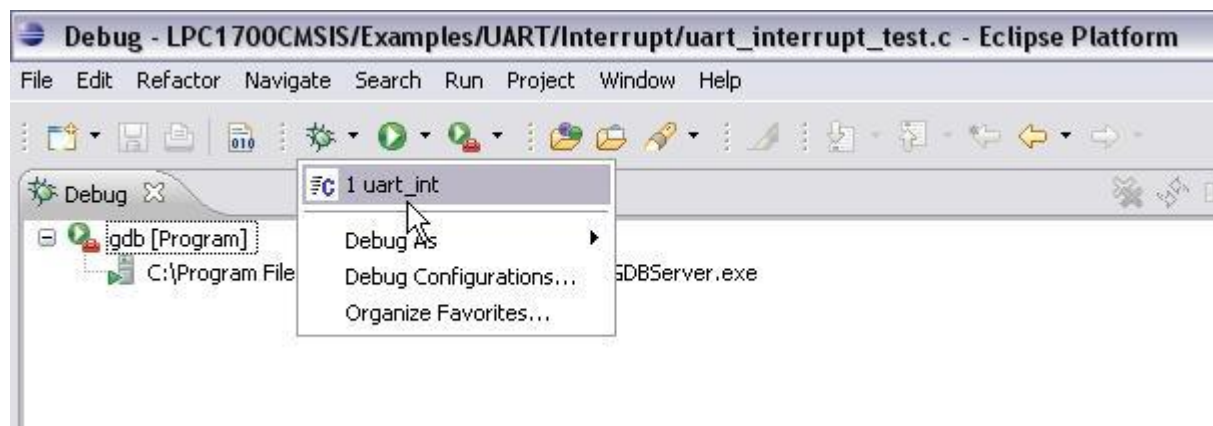 Debug - LPC1700CMSIS/Examples/UART/Interrupt/uart_interrupt_test.c - Eclipse Platform
File Edit Refactor Navigate Search Run Project Window Help
010
Debug
1 uart_int
gdb [Program]
Debug As
C:\Program File
Debug Configurations...
GDBServer.exe
Organize Favorites...